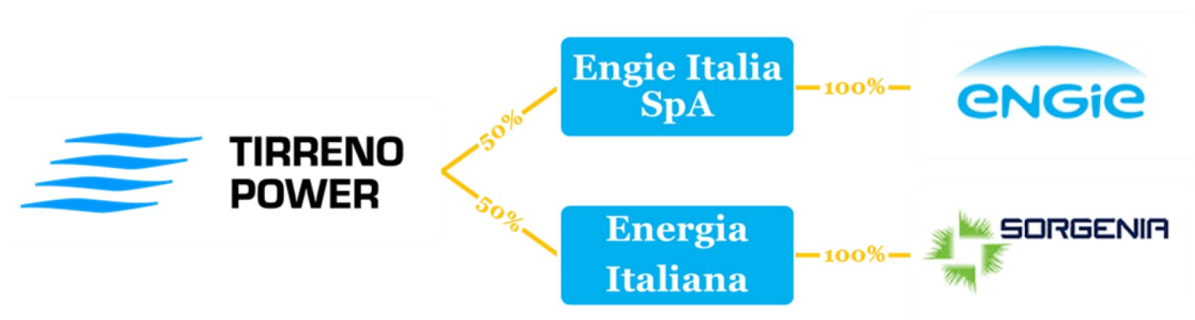 TIRRENO
POWER
50%
50%
Engie Italia
SpA
100%
ENGIE
Energia
Italiana
100%
SORGENIA